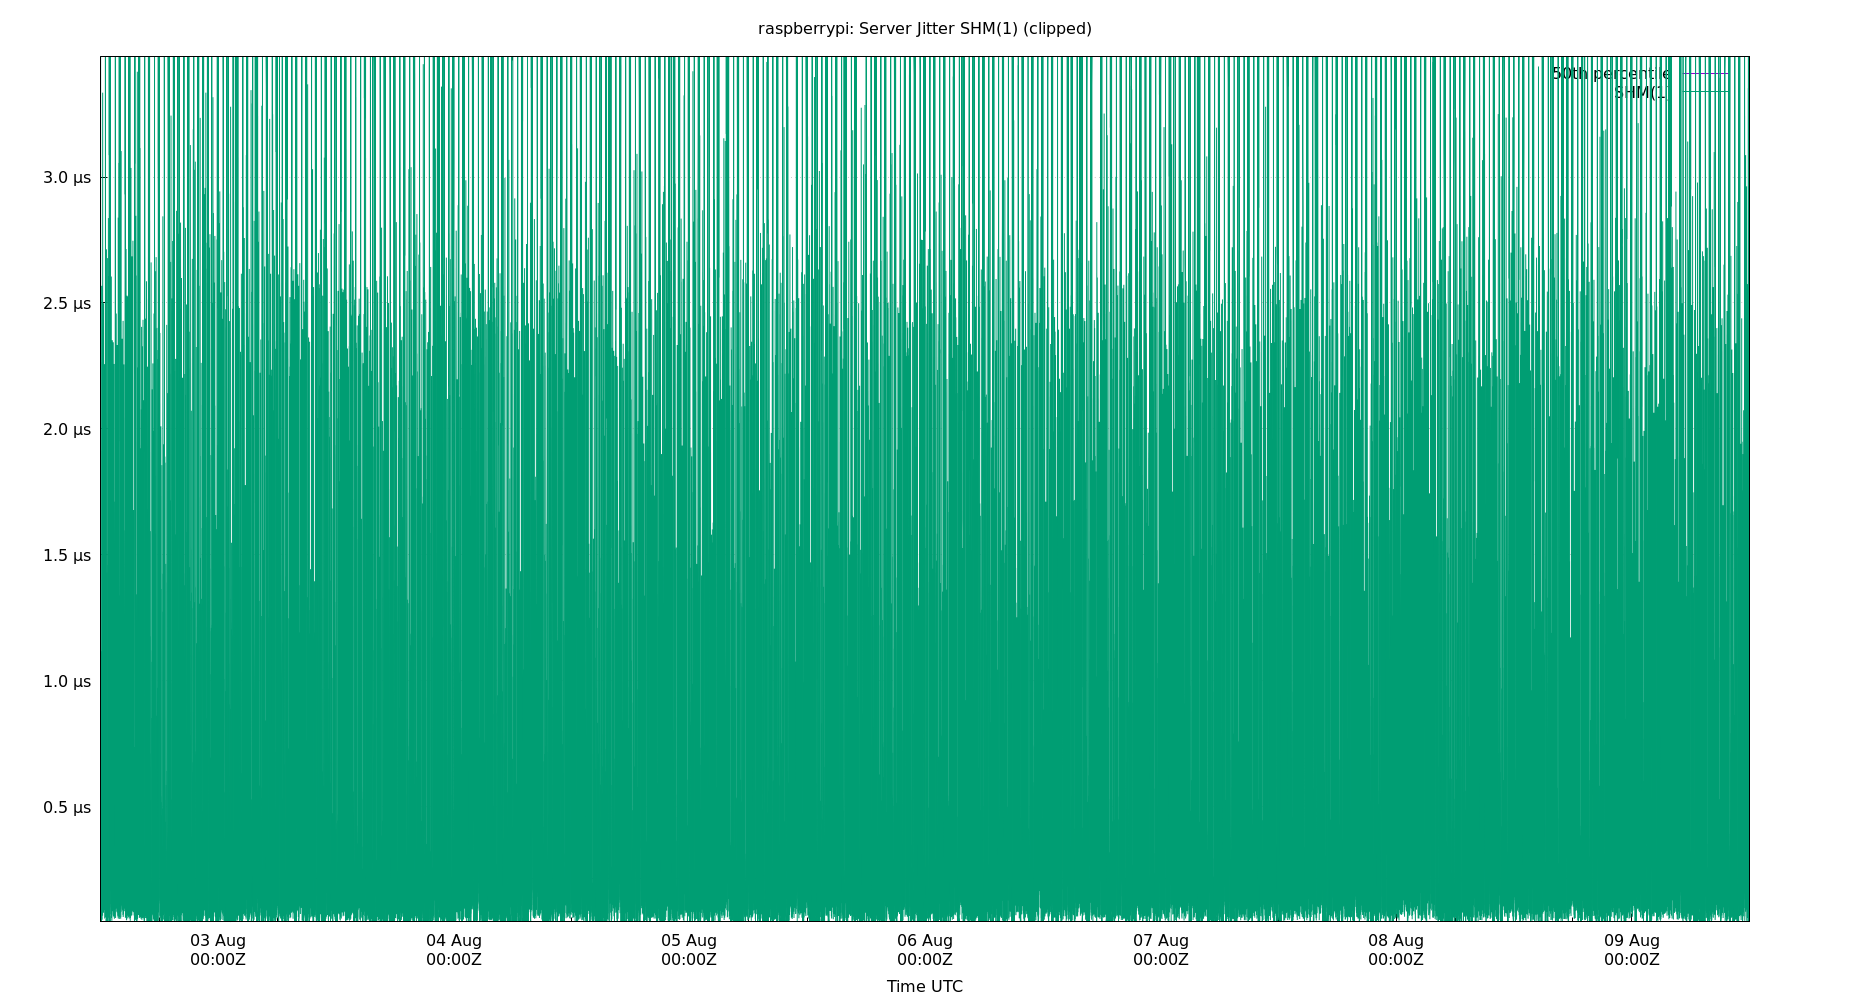 raspberrypi: Server Jitter SHM(1) (clipped)
50th percentile
SHM(1)
3.0 µs
2.5 µs
2.0 µs
1.5 µs
1.0 µs
0.5 µs
03 Aug 04 Aug 05 Aug 06 Aug 07 Aug 08 Aug 09 Aug
00:00Z 00:00Z 00:00Z 00:00Z 00:00Z 00:00Z 00:00Z
Time UTC